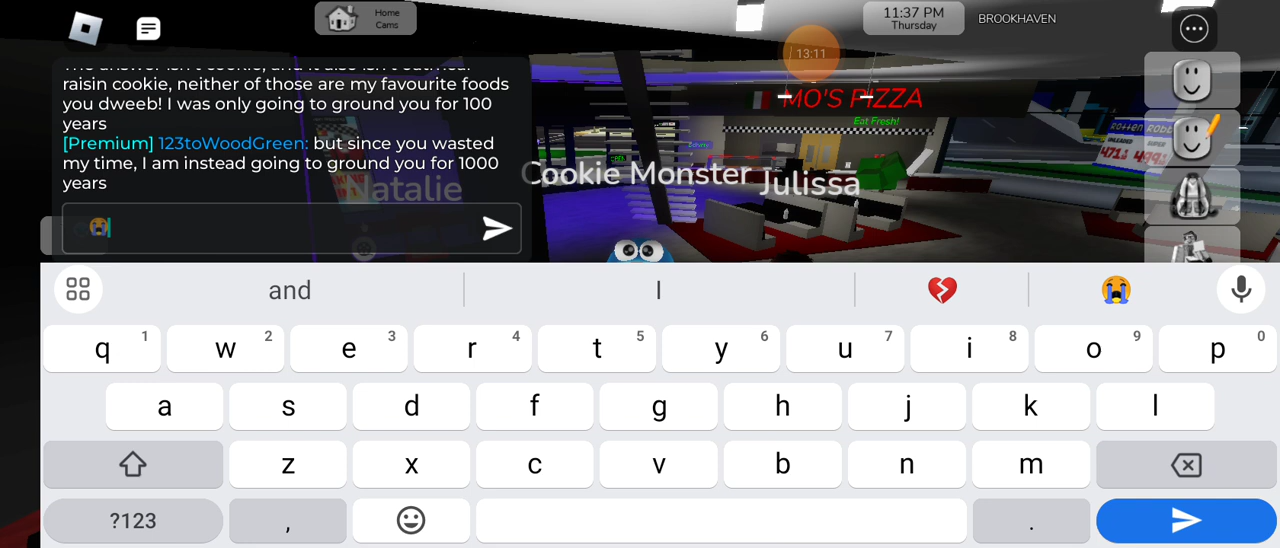 Home
Cams
11:37 PM
Thursday
BROOKHAVEN
13:11
raisin cookie, neither of those are my favourite foods
you dweeb! I was only going to ground you for 100
years
[Premium] 123toWoodGreen: but since you wasted
my time, I am instead going to ground you for 1000
years
MO'S PIZZA
Eat Fresh!
Natalie
Cookie Monster
Julissa
😭
and
I
💔
😭
q 1 w 2 e 3 r 4 t 5 y 6 u 7 i 8 o 9 p 0
a s d f g h j k l
z x c v b n m
?123 , .